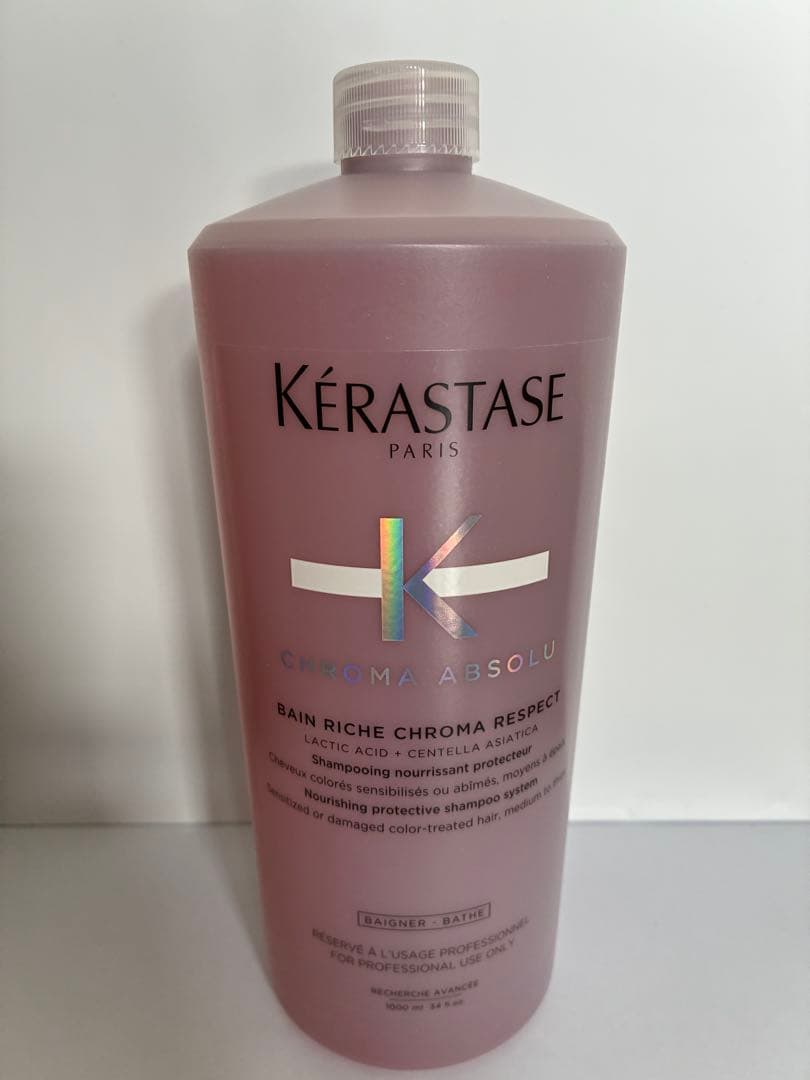 KÉRASTASE
PARIS
K
CHROMA ABSOLU
BAIN RICHE CHROMA RESPECT
LACTIC ACID + CENTELLA ASIATICA
Shampooing nourrissant protecteur
Cheveux colorés sensibilisés ou abîmés, moyens à épais
Nourishing protective shampoo system
Sensitized or damaged color-treated hair, medium to thick
BAIGNER - BATHE
RÉSERVÉ À L'USAGE PROFESSIONNEL
FOR PROFESSIONAL USE ONLY
RECHERCHE AVANCÉE
1000 ml 34 fl.oz.